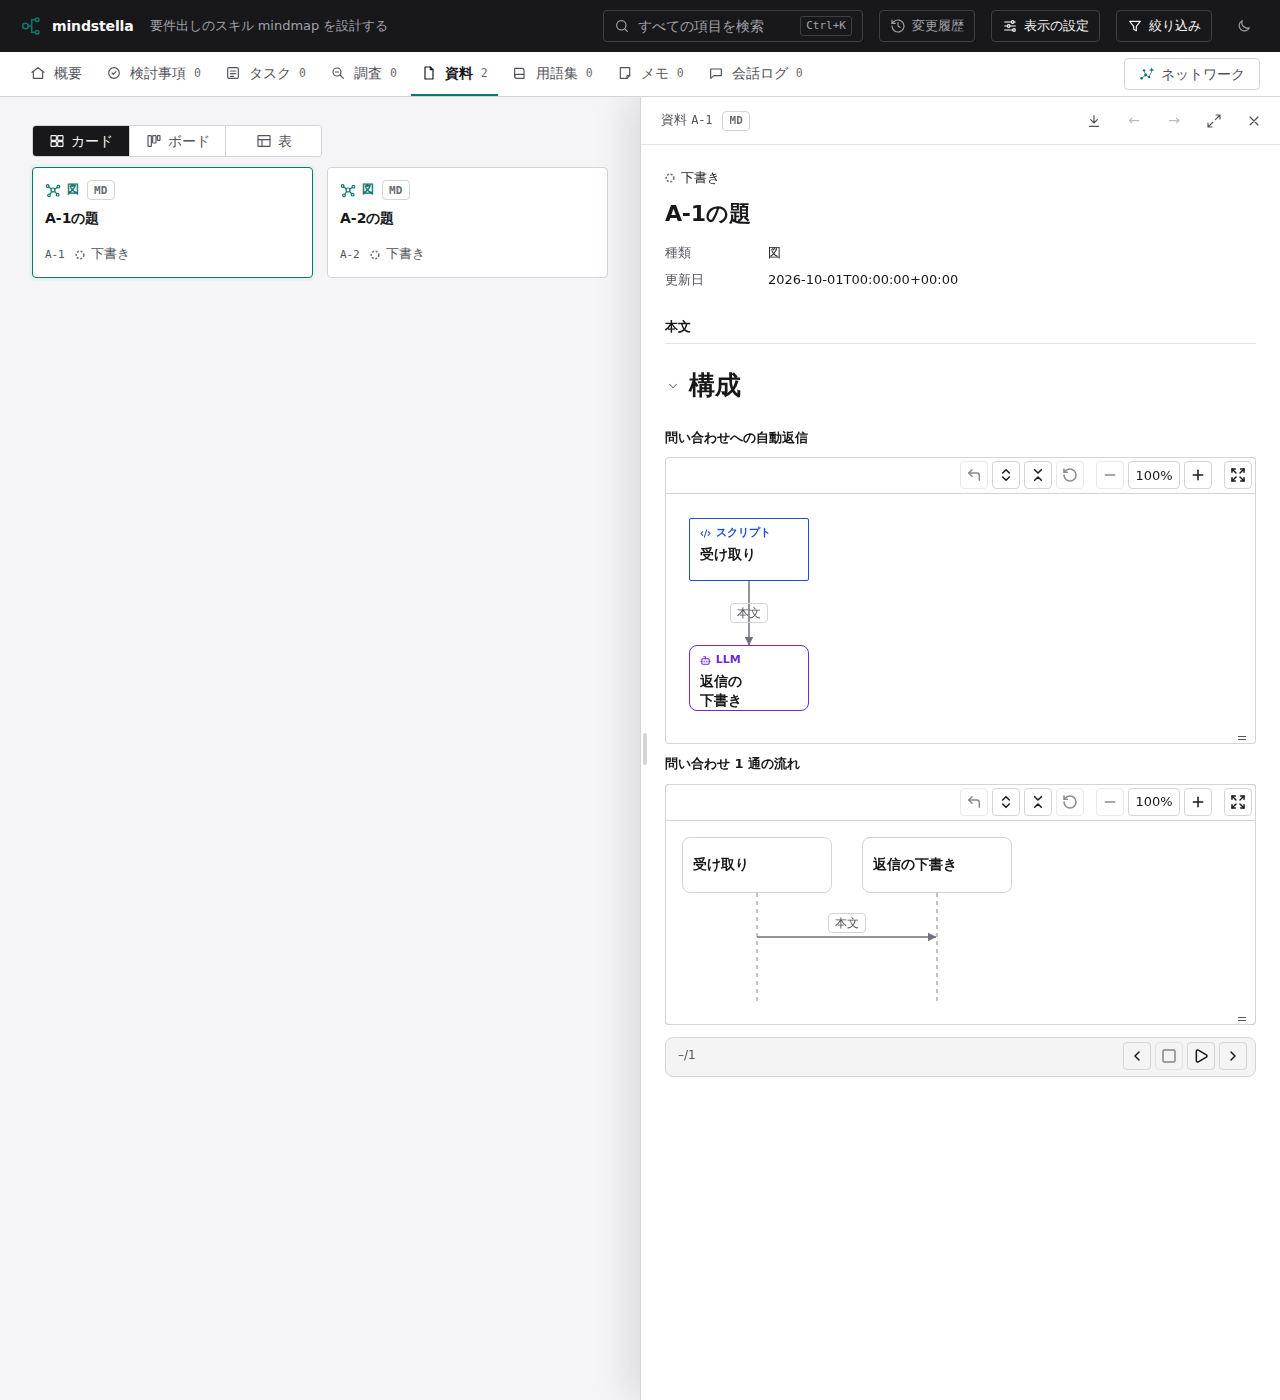 mindstella 要件出しのスキル mindmap を設計する すべての項目を検索 Ctrl+K 変更履歴 表示の設定 絞り込み
概要 検討事項 0 タスク 0 調査 0 資料 2 用語集 0 メモ 0 会話ログ 0 ネットワーク
カード ボード 表
図 MD
A-1の題
A-1 下書き
図 MD
A-2の題
A-2 下書き
資料 A-1 MD
下書き
A-1の題
種類 図
更新日 2026-10-01T00:00:00+00:00
本文
構成
問い合わせへの自動返信
100%
スクリプト
受け取り
本文
LLM
返信の
下書き
問い合わせ 1 通の流れ
100%
受け取り 返信の下書き
本文
–/1